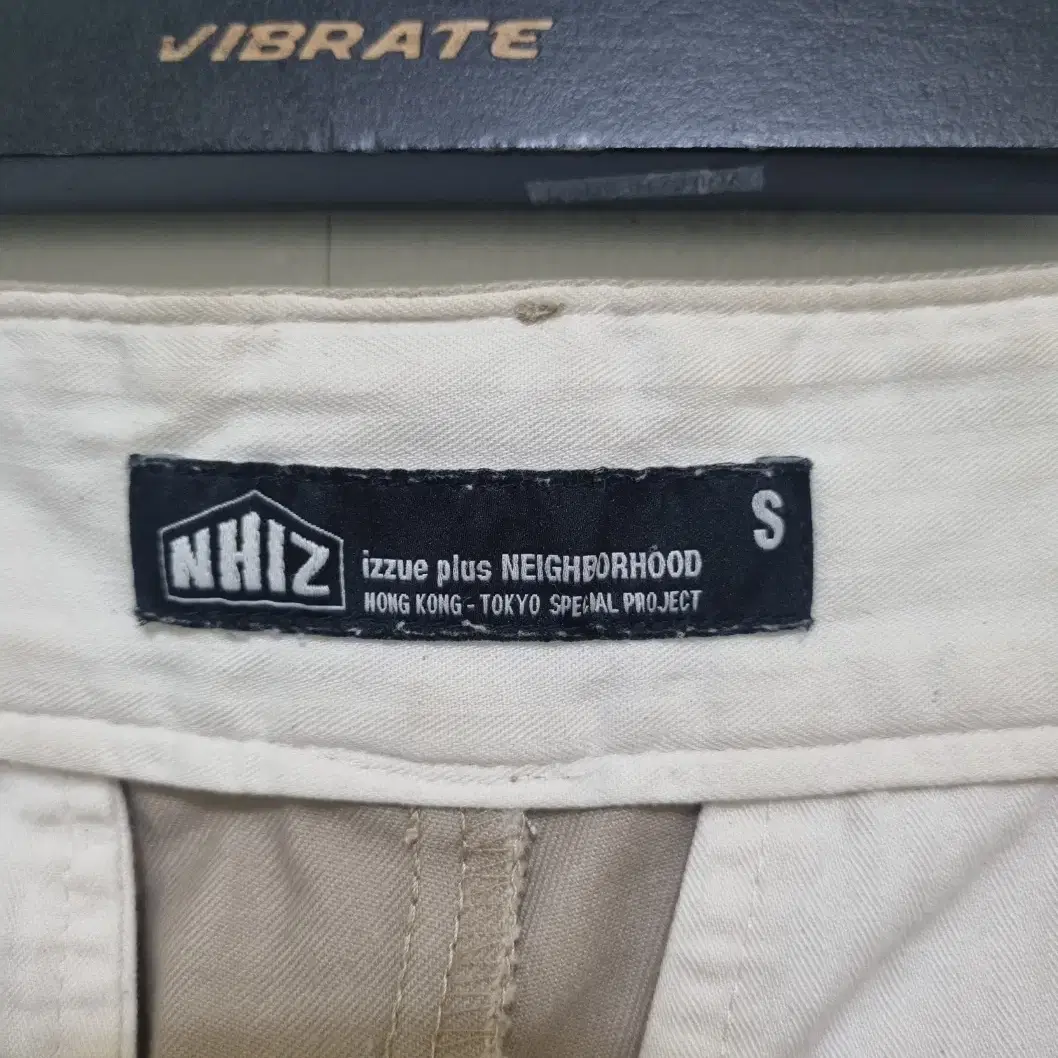 VIBRATE
NHIZ
S
izzue plus NEIGHBORHOOD
HONG KONG - TOKYO SPECIAL PROJECT